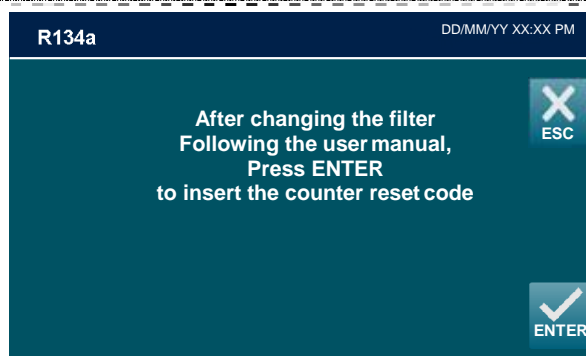 R134a
DD/MM/YY XX:XX PM
After changing the filter
Following the user manual,
Press ENTER
to insert the counter reset code
ESC
ENTER